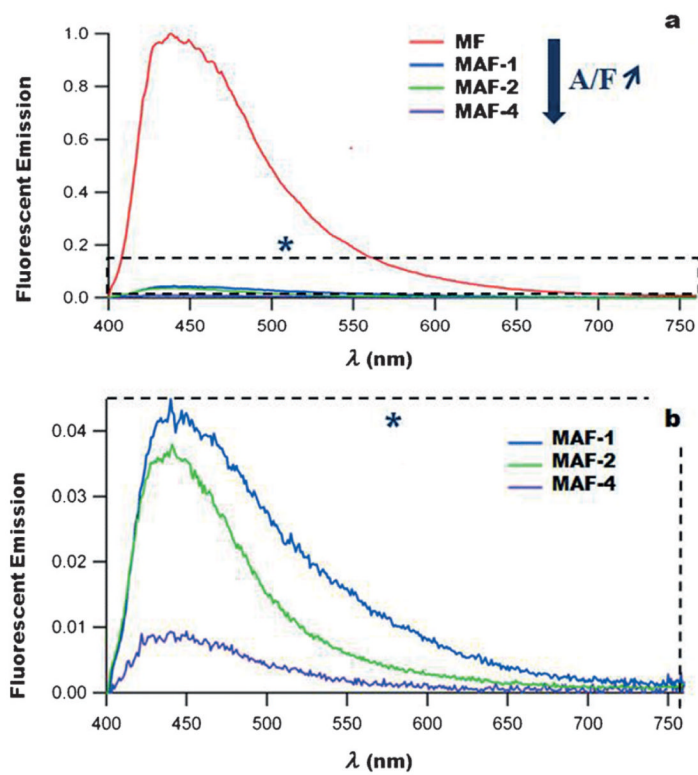 a
MF
MAF-1
MAF-2
MAF-4
A/F
Fluorescent Emission
1.0
0.8
0.6
0.4
0.2
0.0
*
400 450 500 550 600 650 700 750
λ (nm)
b
*
MAF-1
MAF-2
MAF-4
Fluorescent Emission
0.04
0.03
0.02
0.01
0.00
400 450 500 550 600 650 700 750
λ (nm)